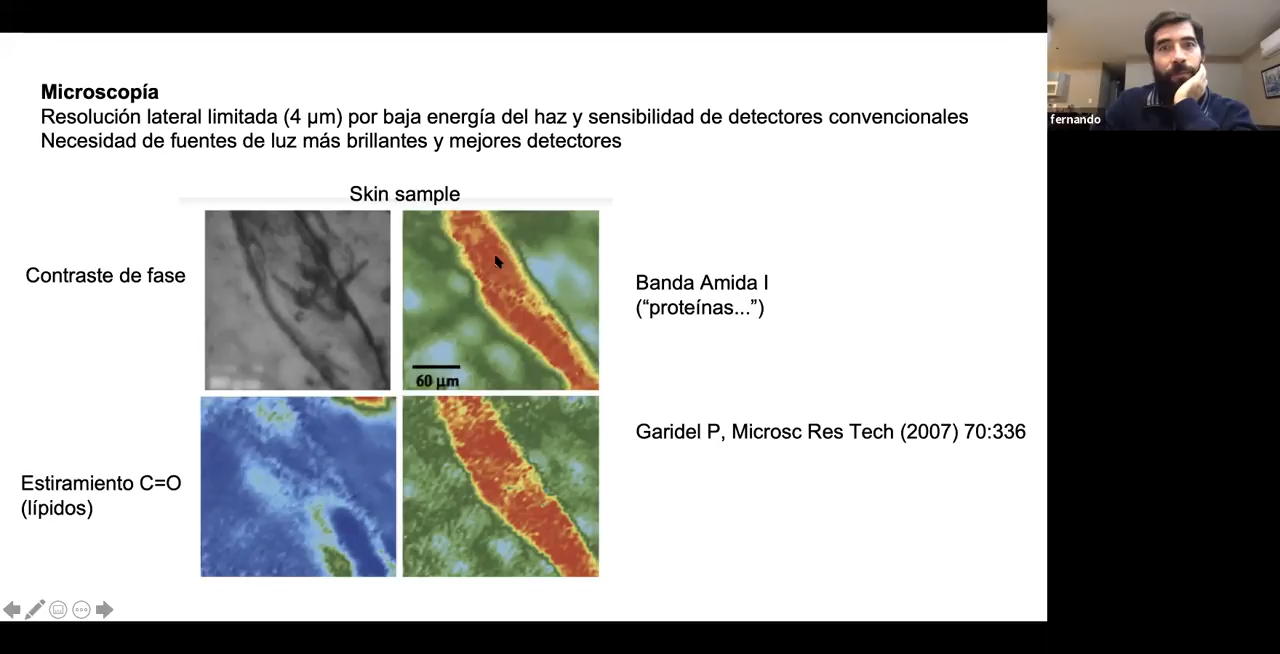 Microscopía
Resolución lateral limitada (4 µm) por baja energía del haz y sensibilidad de detectores convencionales
Necesidad de fuentes de luz más brillantes y mejores detectores
fernando
Skin sample
Contraste de fase
Banda Amida I
(“proteínas...”)
60 µm
Garidel P, Microsc Res Tech (2007) 70:336
Estiramiento C=O
(lípidos)